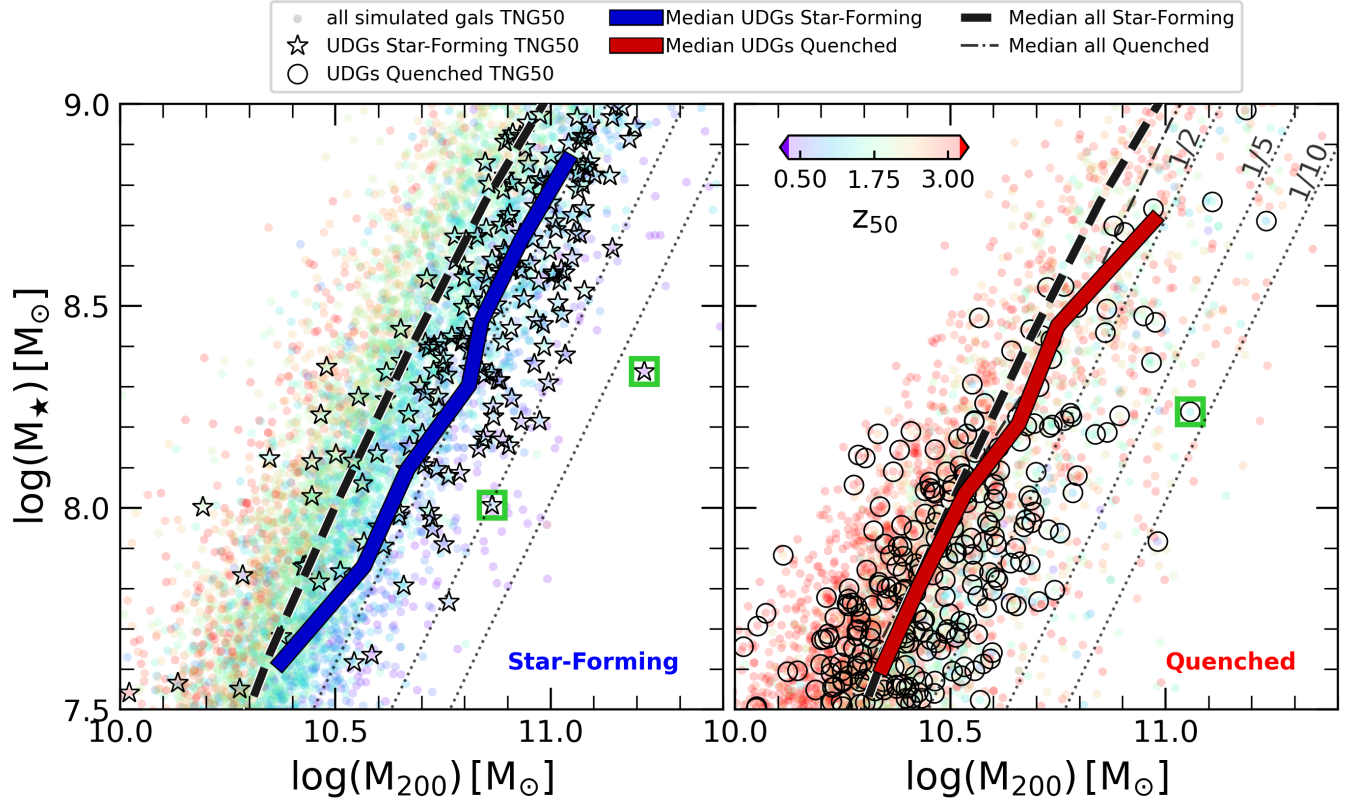 all simulated gals TNG50
UDGs Star-Forming TNG50
UDGs Quenched TNG50
Median UDGs Star-Forming
Median UDGs Quenched
Median all Star-Forming
Median all Quenched
log(M★) [M⊙]
9.0
8.5
8.0
7.5
Star-Forming
10.0 10.5 11.0
log(M200) [M⊙]
0.50 1.75 3.00
z50
1/2
1/5
1/10
Quenched
10.0 10.5 11.0
log(M200) [M⊙]